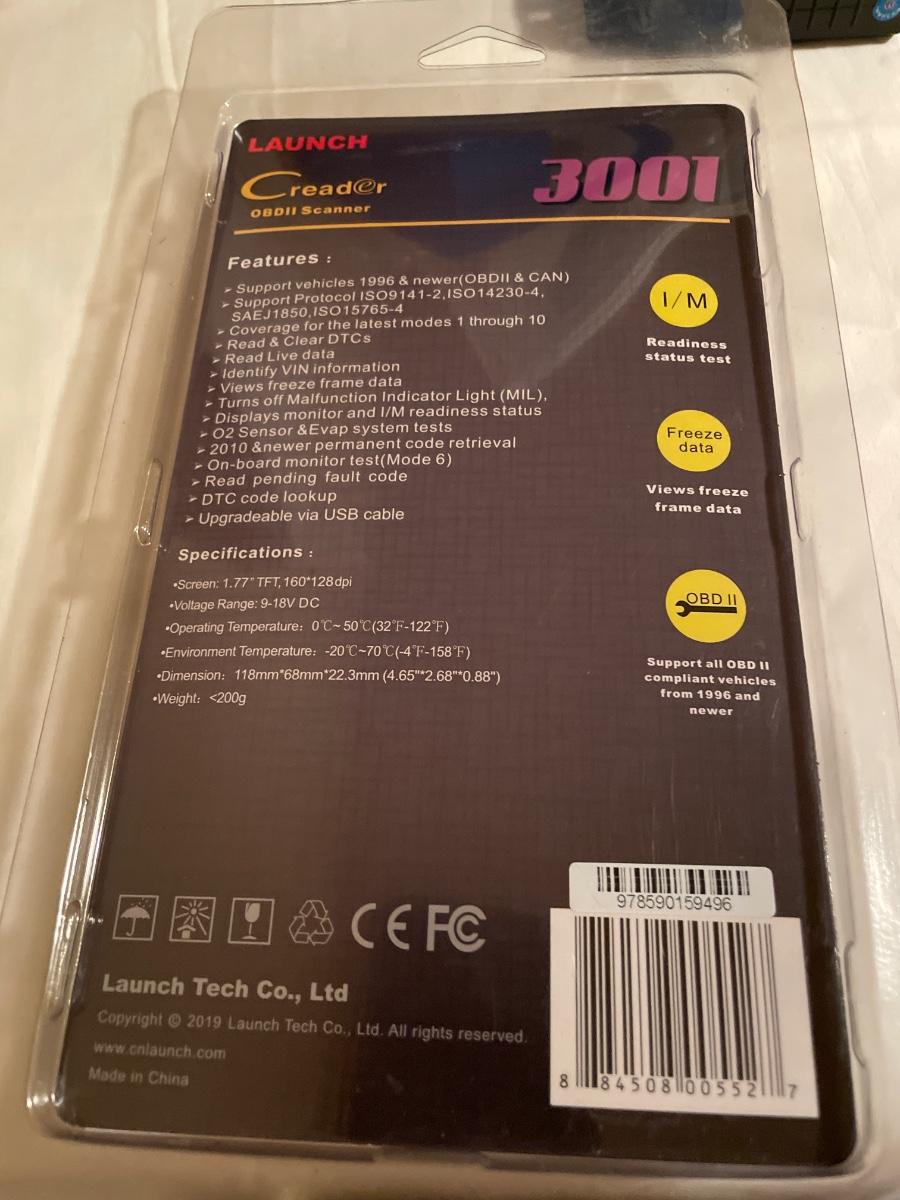 LAUNCH
Creader
OBDII Scanner
3001
Features :
➢ Support vehicles 1996 & newer(OBDII & CAN)
➢ Support Protocol ISO9141-2,ISO14230-4,
SAEJ1850,ISO15765-4
➢ Coverage for the latest modes 1 through 10
➢ Read & Clear DTCs
➢ Read Live data
➢ Identify VIN information
➢ Views freeze frame data
➢ Turns off Malfunction Indicator Light (MIL),
➢ Displays monitor and I/M readiness status
➢ O2 Sensor &Evap system tests
➢ 2010 &newer permanent code retrieval
➢ On-board monitor test(Mode 6)
➢ Read pending fault code
➢ DTC code lookup
➢ Upgradeable via USB cable
I/M
Readiness
status test
Freeze
data
Views freeze
frame data
OBD II
Support all OBD II
compliant vehicles
from 1996 and
newer
Specifications :
•Screen: 1.77" TFT, 160*128dpi
•Voltage Range: 9-18V DC
•Operating Temperature: 0℃~ 50℃(32℉-122℉)
•Environment Temperature: -20℃~70℃(-4℉-158℉)
•Dimension: 118mm*68mm*22.3mm (4.65"*2.68"*0.88")
•Weight: <200g
CE FC
Launch Tech Co., Ltd
Copyright © 2019 Launch Tech Co., Ltd. All rights reserved.
www.cnlaunch.com
Made in China
978590159496
8 84508 00552 7